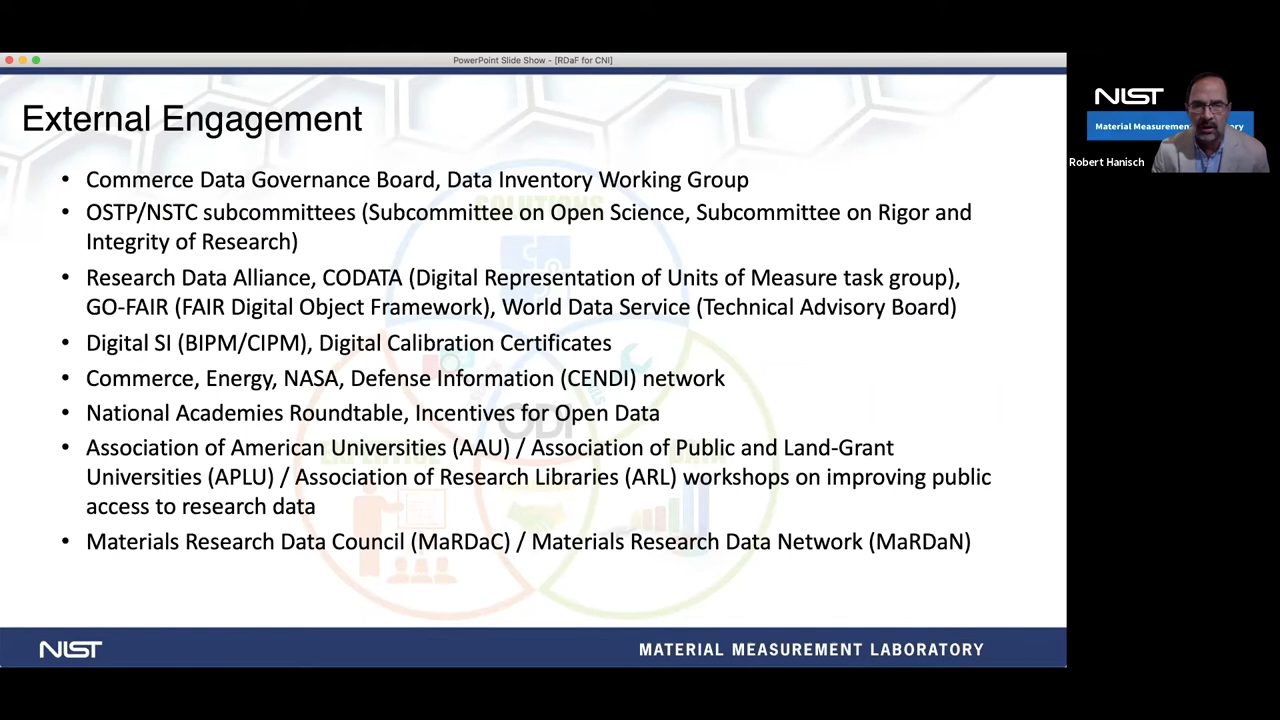 PowerPoint Slide Show - [RDaF for CNI]
External Engagement
• Commerce Data Governance Board, Data Inventory Working Group
• OSTP/NSTC subcommittees (Subcommittee on Open Science, Subcommittee on Rigor and
Integrity of Research)
• Research Data Alliance, CODATA (Digital Representation of Units of Measure task group),
GO-FAIR (FAIR Digital Object Framework), World Data Service (Technical Advisory Board)
• Digital SI (BIPM/CIPM), Digital Calibration Certificates
• Commerce, Energy, NASA, Defense Information (CENDI) network
• National Academies Roundtable, Incentives for Open Data
• Association of American Universities (AAU) / Association of Public and Land-Grant
Universities (APLU) / Association of Research Libraries (ARL) workshops on improving public
access to research data
• Materials Research Data Council (MaRDaC) / Materials Research Data Network (MaRDaN)
SOLUTIONS
TOOLS
ODI
DATA
NIST
MATERIAL MEASUREMENT LABORATORY
NIST
Material Measurement
Robert Hanisch